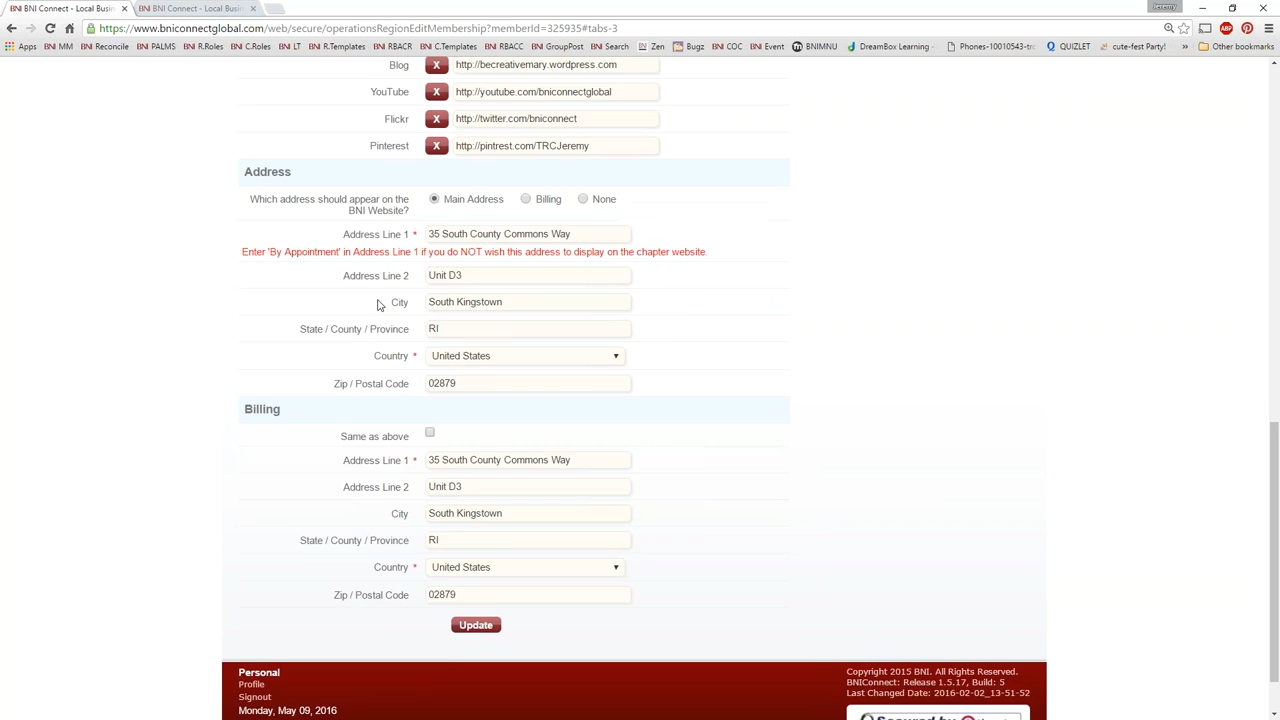 BNI Connect - Local Busin
BNI Connect - Local Busin
Jeremy
https://www.bniconnectglobal.com/web/secure/operationsRegionEditMembership?memberId=325935#tabs-3
Apps BNI MM BNI Reconcile BNI PALMS BNI R.Roles BNI C.Roles BNI LT BNI R.Templates BNI RBACR BNI C.Templates BNI RBACC BNI GroupPost BNI Search Zen Bugz BNI COC BNI Event BNIMNU DreamBox Learning - Phones-10010543-tr QUIZLET cute-fest Party! » Other bookmarks
Blog X http://becreativemary.wordpress.com
YouTube X http://youtube.com/bniconnectglobal
Flickr X http://twitter.com/bniconnect
Pinterest X http://pintrest.com/TRCJeremy
Address
Which address should appear on the Main Address Billing None
BNI Website?
Address Line 1 * 35 South County Commons Way
Enter 'By Appointment' in Address Line 1 if you do NOT wish this address to display on the chapter website.
Address Line 2 Unit D3
City South Kingstown
State / County / Province RI
Country * United States
Zip / Postal Code 02879
Billing
Same as above
Address Line 1 * 35 South County Commons Way
Address Line 2 Unit D3
City South Kingstown
State / County / Province RI
Country * United States
Zip / Postal Code 02879
Update
Personal
Profile
Signout
Monday, May 09, 2016
Copyright 2015 BNI. All Rights Reserved.
BNIConnect: Release 1.5.17, Build: 5
Last Changed Date: 2016-02-02_13-51-52
Secured by